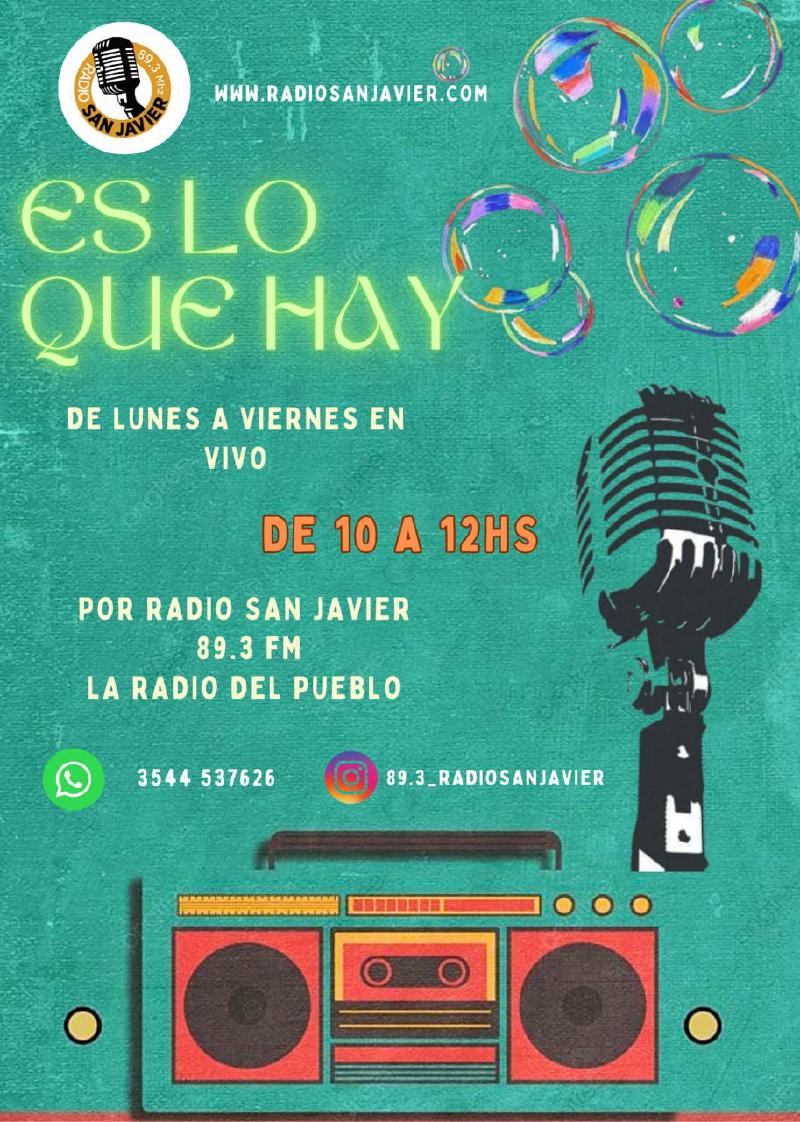 RADIO
89.3 Mhz
SAN JAVIER
WWW.RADIOSANJAVIER.COM
ES LO
QUE HAY
DE LUNES A VIERNES EN
VIVO
DE 10 A 12HS
POR RADIO SAN JAVIER
89.3 FM
LA RADIO DEL PUEBLO
3544 537626
89.3_RADIOSANJAVIER